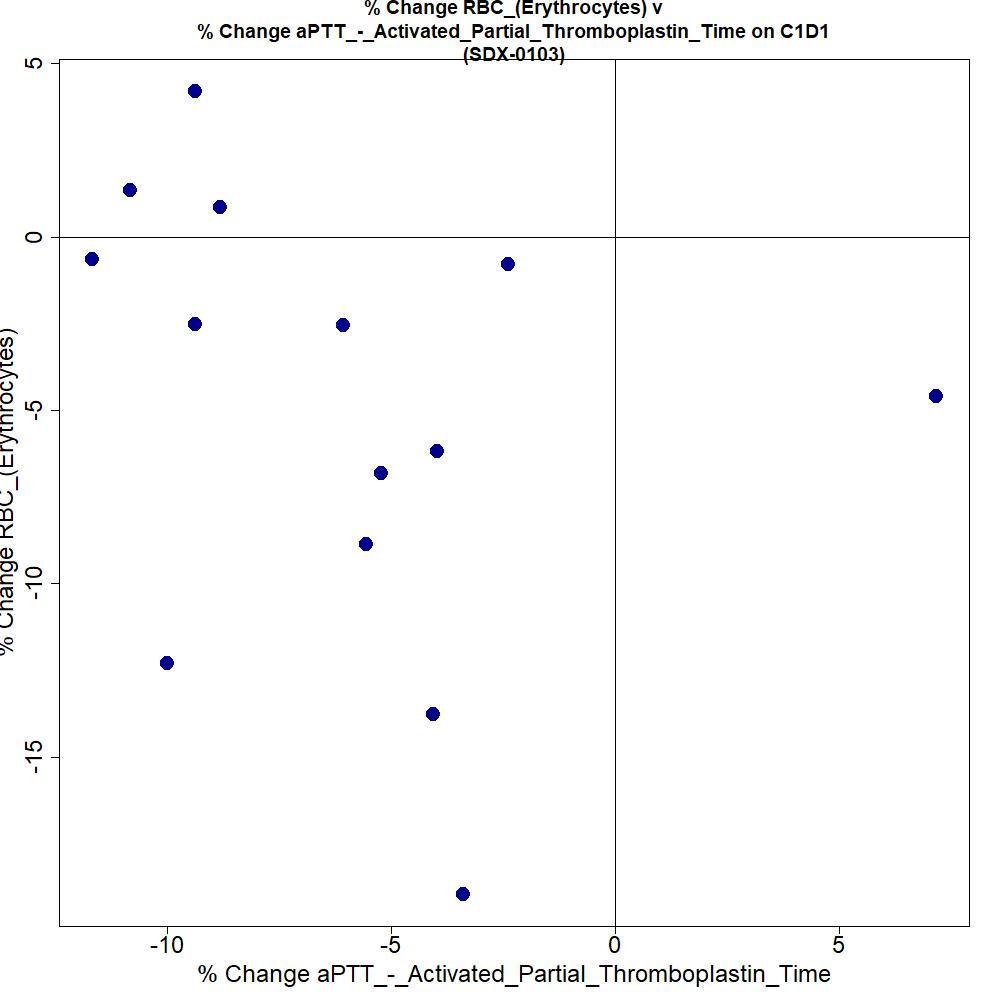 % Change RBC_(Erythrocytes) v
% Change aPTT_-_Activated_Partial_Thromboplastin_Time on C1D1
(SDX-0103)
% Change RBC_(Erythrocytes)
5
0
-5
-10
-15
-10
-5
0
5
% Change aPTT_-_Activated_Partial_Thromboplastin_Time